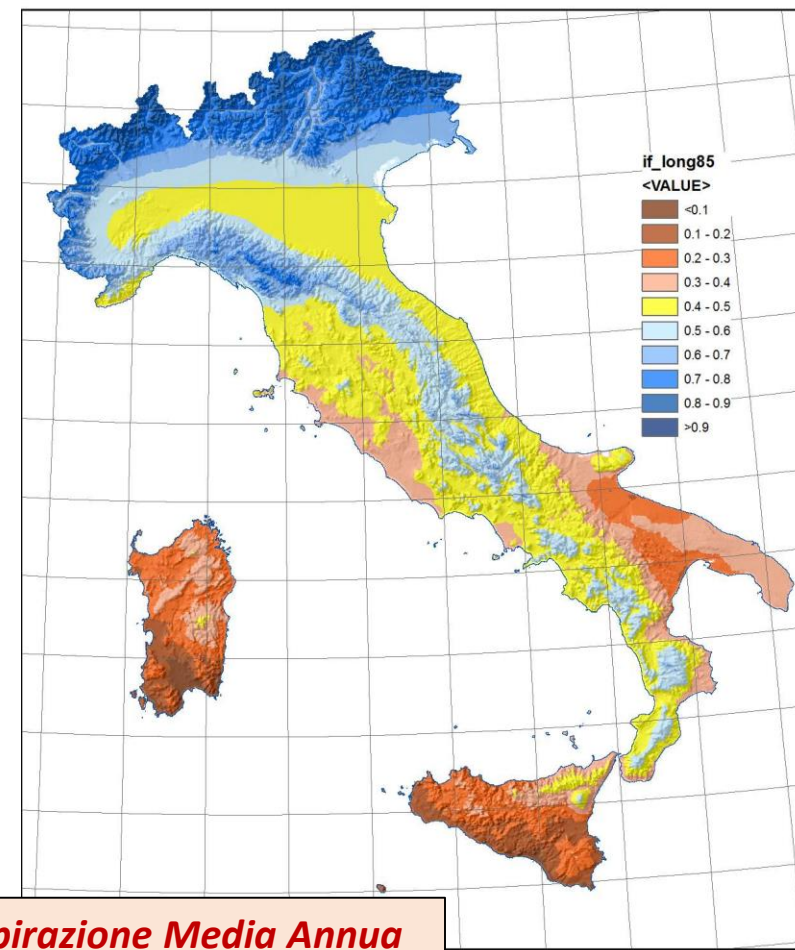 if_long85
<VALUE>
<0.1
0.1 - 0.2
0.2 - 0.3
0.3 - 0.4
0.4 - 0.5
0.5 - 0.6
0.6 - 0.7
0.7 - 0.8
0.8 - 0.9
>0.9
pirazione Media Annua